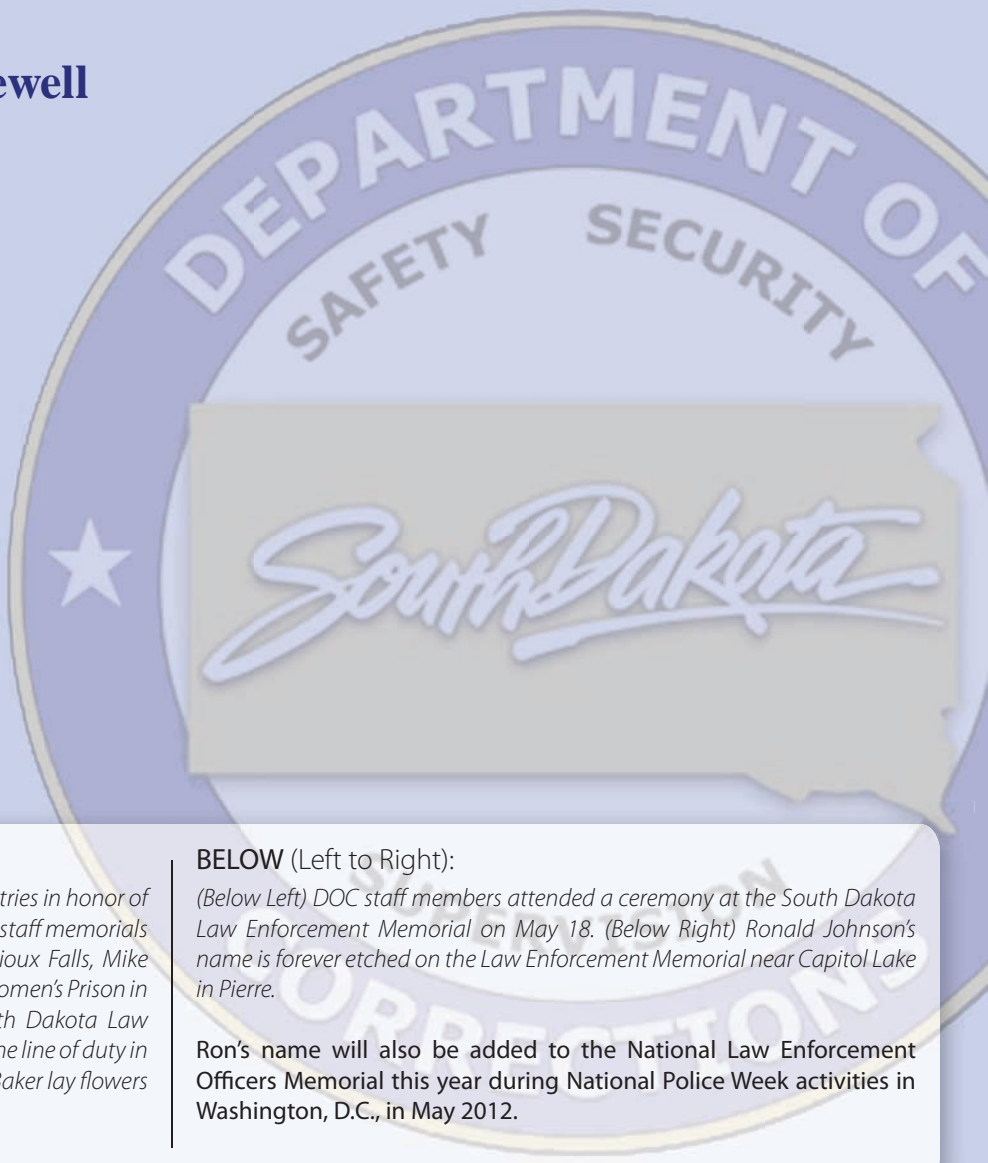 ewell
DEPARTMENT OF
SAFETY SECURITY
South Dakota
SUPERVISION
CORRECTIONS
tries in honor of
staff memorials
ioux Falls, Mike
omen's Prison in
th Dakota Law
he line of duty in
Baker lay flowers
BELOW (Left to Right):
(Below Left) DOC staff members attended a ceremony at the South Dakota
Law Enforcement Memorial on May 18. (Below Right) Ronald Johnson's
name is forever etched on the Law Enforcement Memorial near Capitol Lake
in Pierre.
Ron's name will also be added to the National Law Enforcement
Officers Memorial this year during National Police Week activities in
Washington, D.C., in May 2012.